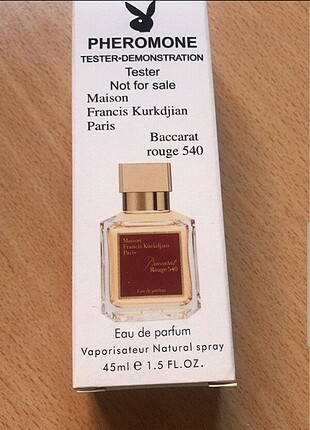 PHEROMONE
TESTER•DEMONSTRATION
Tester
Not for sale
Maison
Francis Kurkdjian
Paris
Baccarat
rouge 540
Maison
Francis Kurkdjian
Paris
Baccarat
Rouge 540
Eau de parfum
Eau de parfum
Vaporisateur Natural spray
45ml e 1.5 FL.OZ.